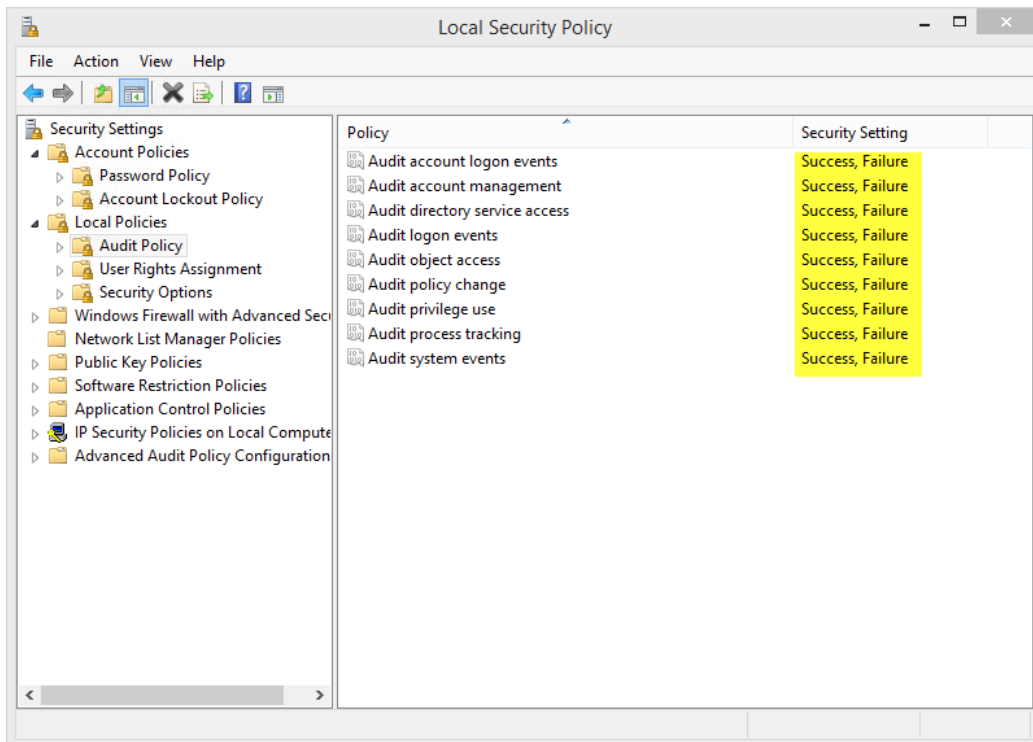 Local Security Policy
File Action View Help
Security Settings
Account Policies
Password Policy
Account Lockout Policy
Local Policies
Audit Policy
User Rights Assignment
Security Options
Windows Firewall with Advanced Secu
Network List Manager Policies
Public Key Policies
Software Restriction Policies
Application Control Policies
IP Security Policies on Local Compute
Advanced Audit Policy Configuration
Policy Security Setting
Audit account logon events Success, Failure
Audit account management Success, Failure
Audit directory service access Success, Failure
Audit logon events Success, Failure
Audit object access Success, Failure
Audit policy change Success, Failure
Audit privilege use Success, Failure
Audit process tracking Success, Failure
Audit system events Success, Failure